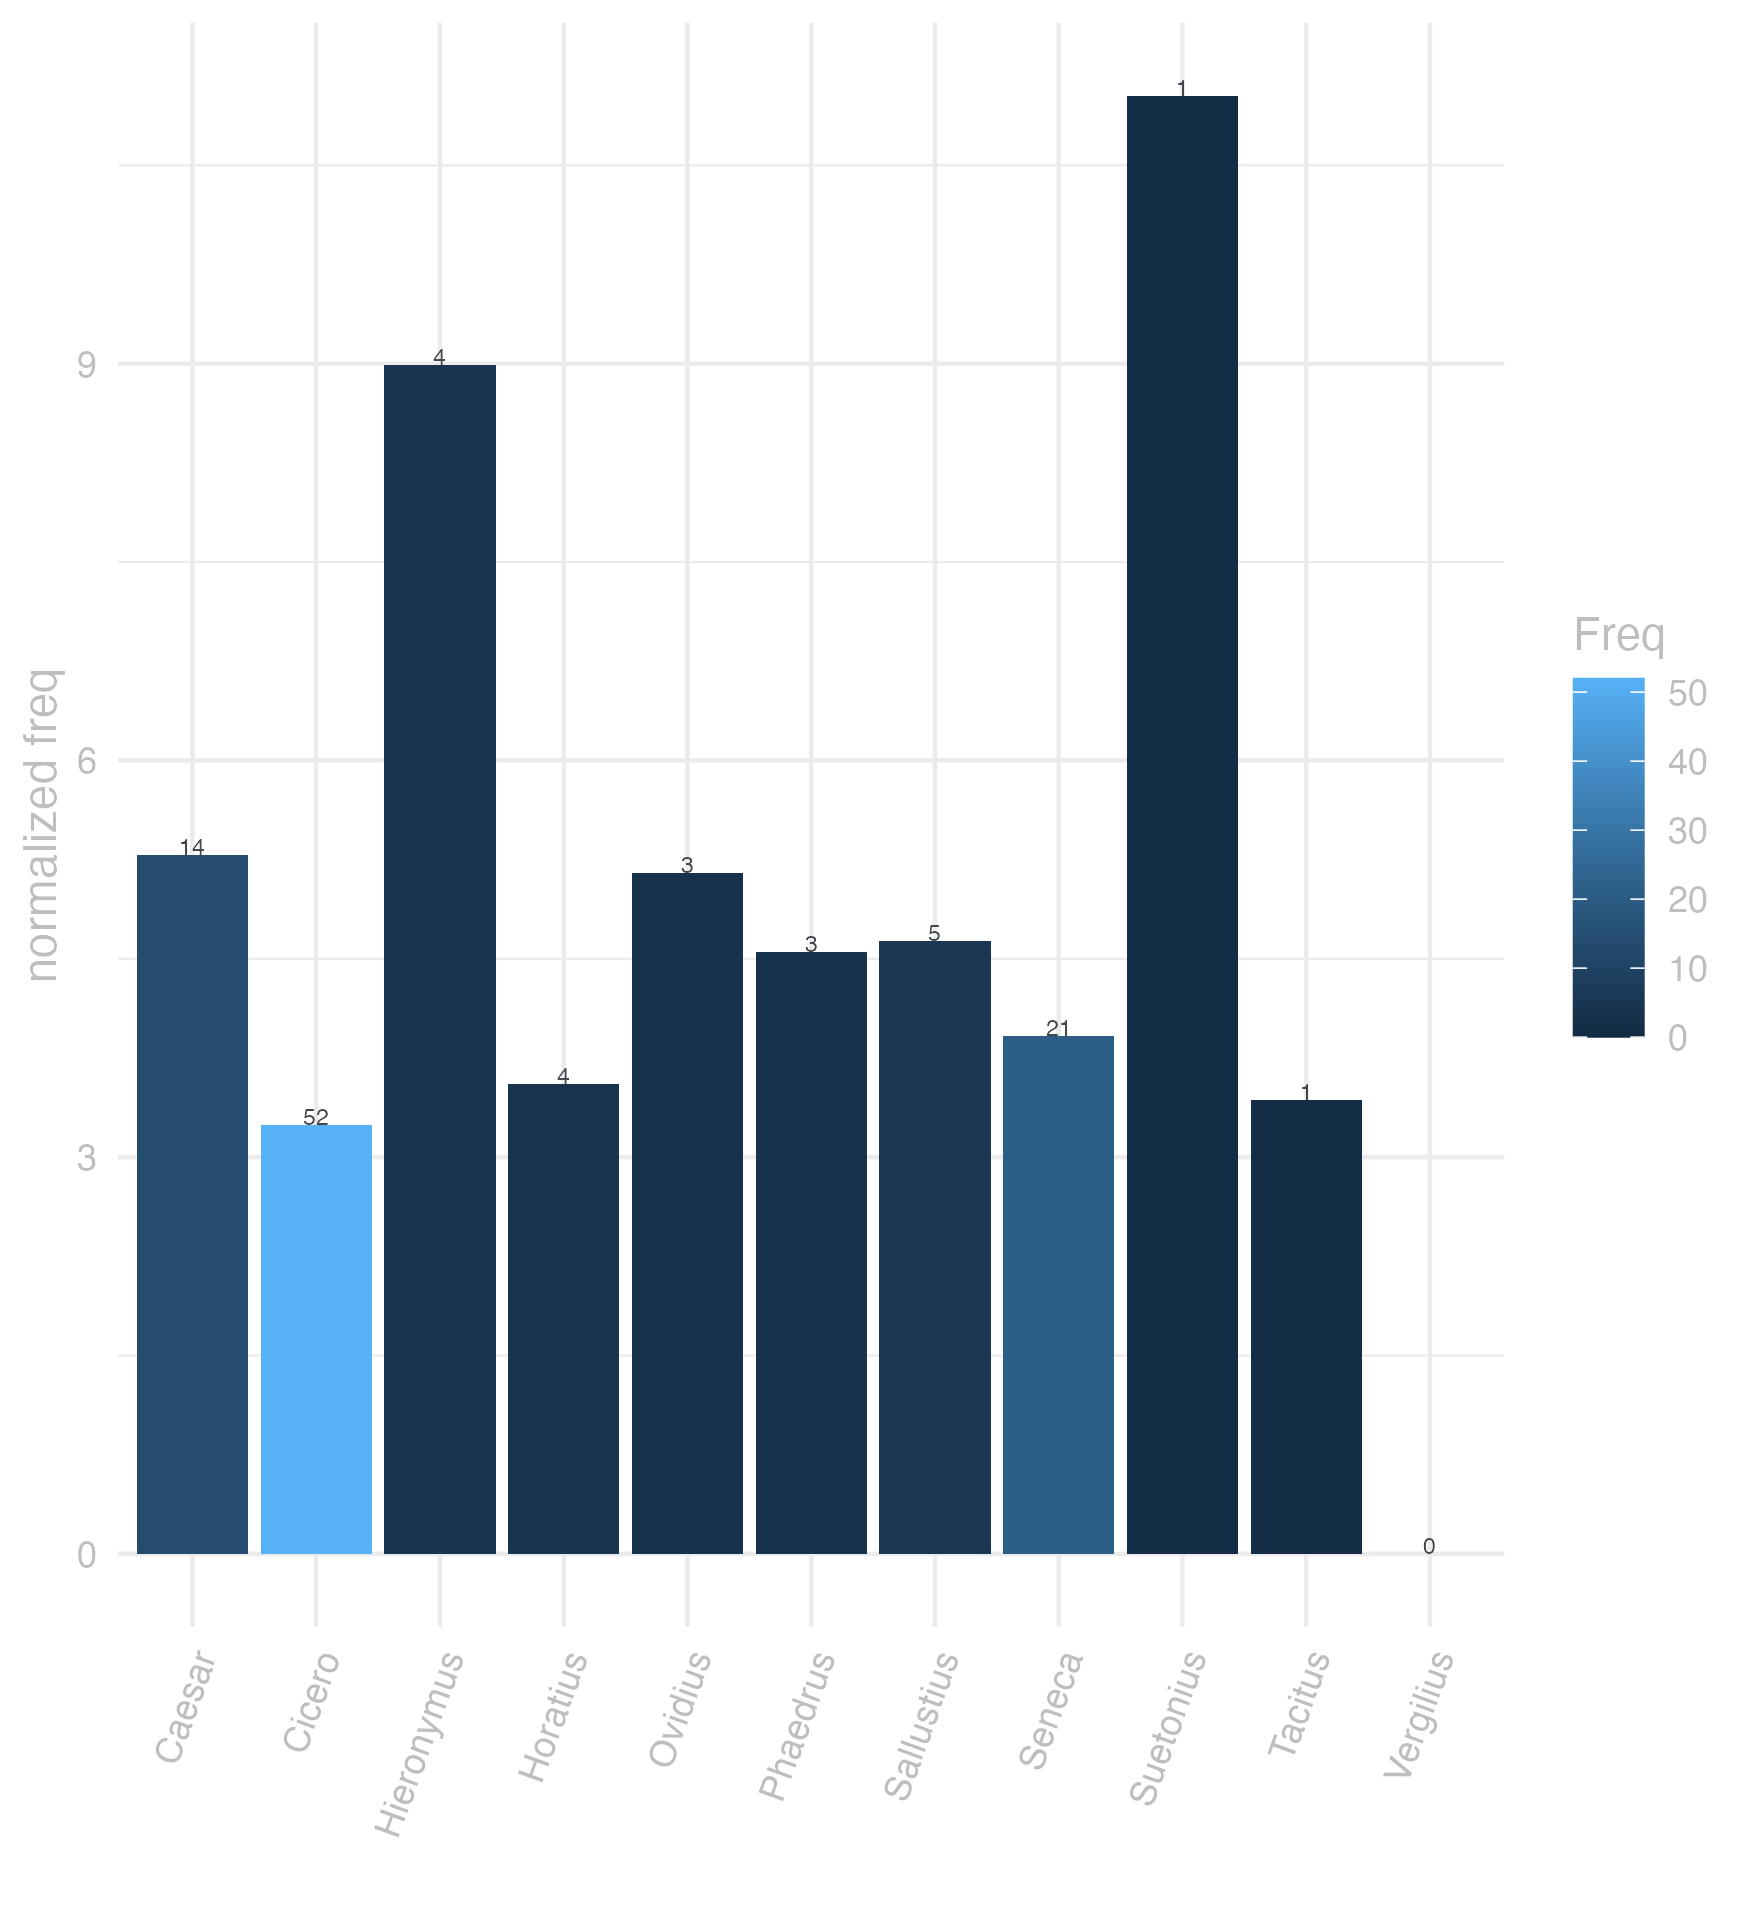 normalized freq
9
6
3
0
14
52
4
4
3
3
5
21
1
1
0
Caesar
Cicero
Hieronymus
Horatius
Ovidius
Phaedrus
Sallustius
Seneca
Suetonius
Tacitus
Vergilius
Freq
50
40
30
20
10
0